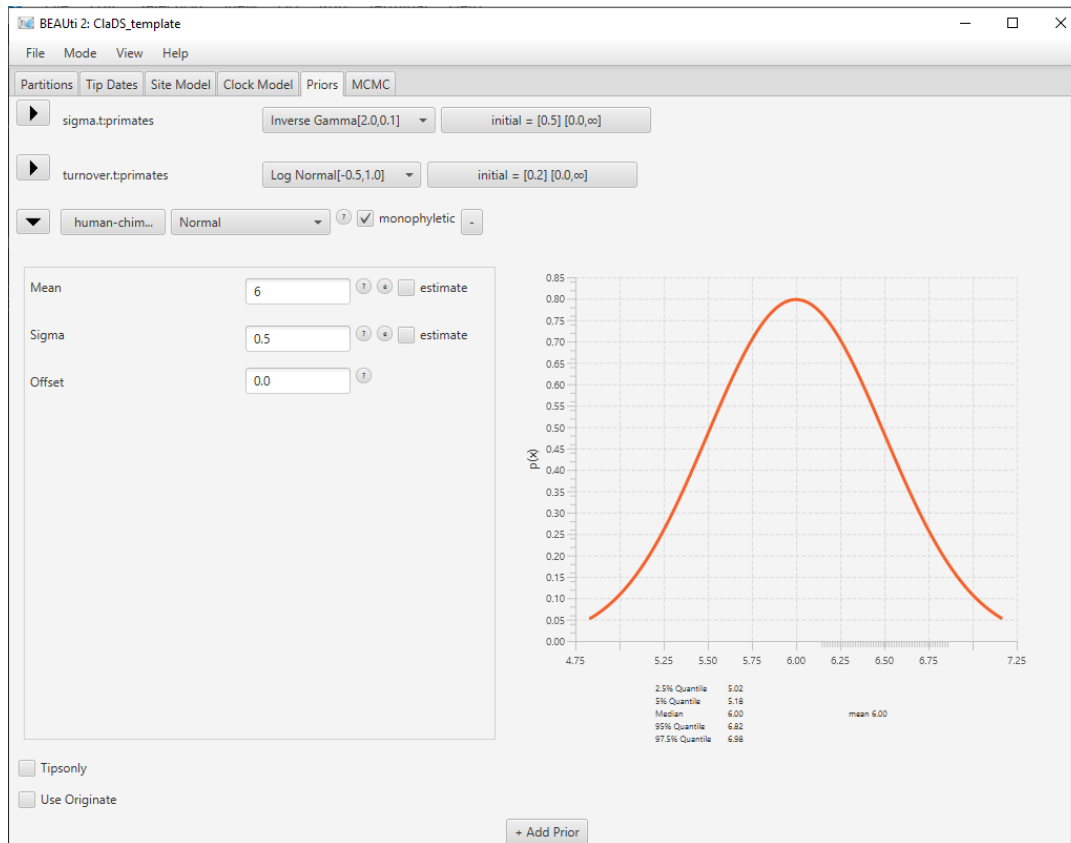 BEAUti 2: ClaDS_template
File Mode View Help
Partitions Tip Dates Site Model Clock Model Priors MCMC
sigma.t:primates Inverse Gamma[2.0,0.1] initial = [0.5] [0.0,∞]
turnover.t:primates Log Normal[-0.5,1.0] initial = [0.2] [0.0,∞]
human-chim... Normal ? monophyletic -
Mean 6 ? e estimate
Sigma 0.5 ? e estimate
Offset 0.0 ?
p(x)
0.85
0.80
0.75
0.70
0.65
0.60
0.55
0.50
0.45
0.40
0.35
0.30
0.25
0.20
0.15
0.10
0.05
0.00
4.75 5.25 5.50 5.75 6.00 6.25 6.50 6.75 7.25
2.5% Quantile 5.02
5% Quantile 5.18
Median 6.00 mean 6.00
95% Quantile 6.82
97.5% Quantile 6.98
Tipsonly
Use Originate
+ Add Prior